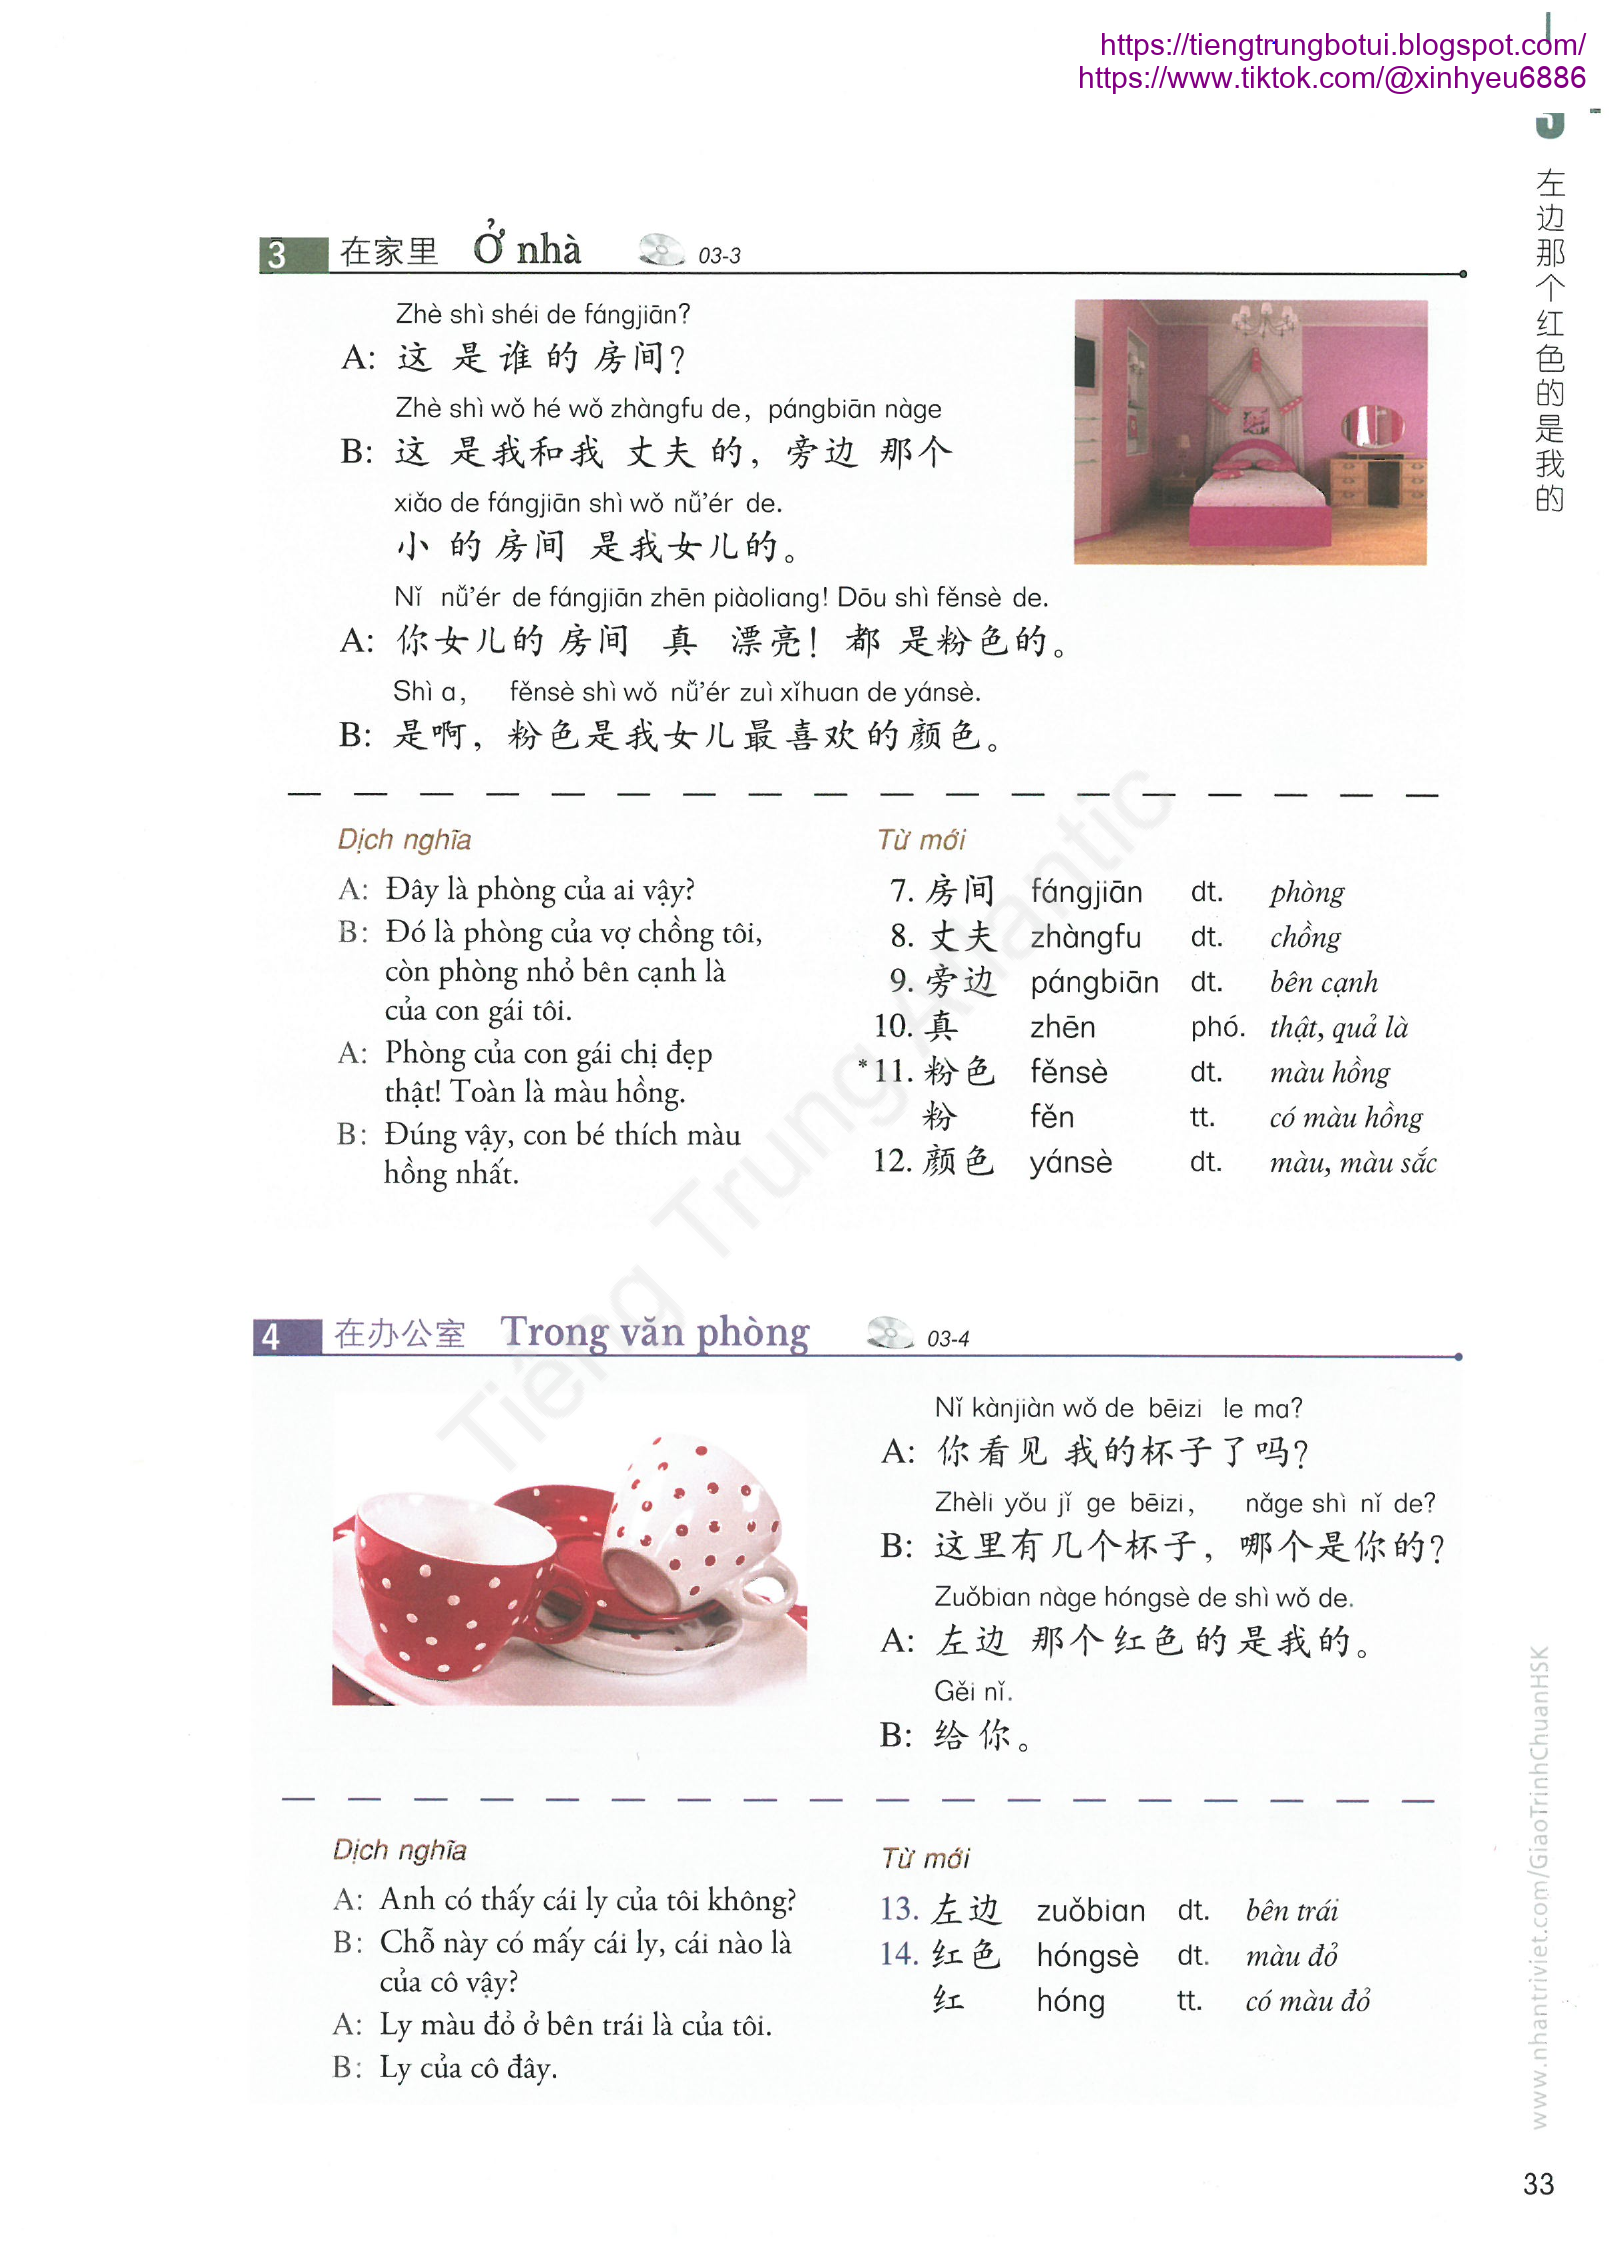 https://tiengtrungbotui.blogspot.com/
https://www.tiktok.com/@xinhyeu6886
左边那个红色的是我的
3 在家里 Ở nhà 03-3
Zhè shì shéi de fángjiān?
A: 这是谁的房间?
Zhè shì wǒ hé wǒ zhàngfu de, pángbiān nàge
B: 这是我和我丈夫的，旁边那个
xiǎo de fángjiān shì wǒ nǚ'ér de.
小的房间是我女儿的。
Nǐ nǚ'ér de fángjiān zhēn piàoliang! Dōu shì fěnsè de.
A: 你女儿的房间真漂亮！都是粉色的。
Shì a, fěnsè shì wǒ nǚ'ér zuì xǐhuan de yánsè.
B: 是啊，粉色是我女儿最喜欢的颜色。
Dịch nghĩa
A: Đây là phòng của ai vậy?
B: Đó là phòng của vợ chồng tôi,
còn phòng nhỏ bên cạnh là
của con gái tôi.
A: Phòng của con gái chị đẹp
thật! Toàn là màu hồng.
B: Đúng vậy, con bé thích màu
hồng nhất.
Từ mới
7. 房间 fángjiān dt. phòng
8. 丈夫 zhàngfu dt. chồng
9. 旁边 pángbiān dt. bên cạnh
10. 真 zhēn phó. thật, quả là
*11. 粉色 fěnsè dt. màu hồng
粉 fěn tt. có màu hồng
12. 颜色 yánsè dt. màu, màu sắc
Tiếng Trung Atlantic
4 在办公室 Trong văn phòng 03-4
Nǐ kànjiàn wǒ de bēizi le ma?
A: 你看见我的杯子了吗?
Zhèli yǒu jǐ ge bēizi, nǎge shì nǐ de?
B: 这里有几个杯子，哪个是你的?
Zuǒbian nàge hóngsè de shì wǒ de.
A: 左边那个红色的是我的。
Gěi nǐ.
B: 给你。
Dịch nghĩa
A: Anh có thấy cái ly của tôi không?
B: Chỗ này có mấy cái ly, cái nào là
của cô vậy?
A: Ly màu đỏ ở bên trái là của tôi.
B: Ly của cô đây.
Từ mới
13. 左边 zuǒbian dt. bên trái
14. 红色 hóngsè dt. màu đỏ
红 hóng tt. có màu đỏ
www.nhantriviet.com/GiaoTrinhChuanHSK
33